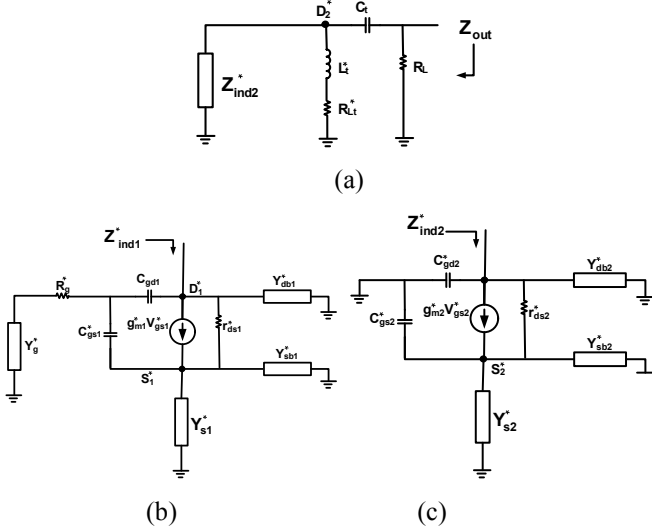 D*2
Ct
Zout
Z*ind2
L*t
RL
R*Lt
(a)
Z*ind1
R*g
Cgd1
D*1
Y*db1
Y*g
C*gs1
g*m1V*gs1
r*ds1
Y*sb1
S*1
Y*s1
(b)
Z*ind2
C*gd2
Y*db2
C*gs2
g*m2V*gs2
r*ds2
Y*sb2
S*2
Y*s2
(c)